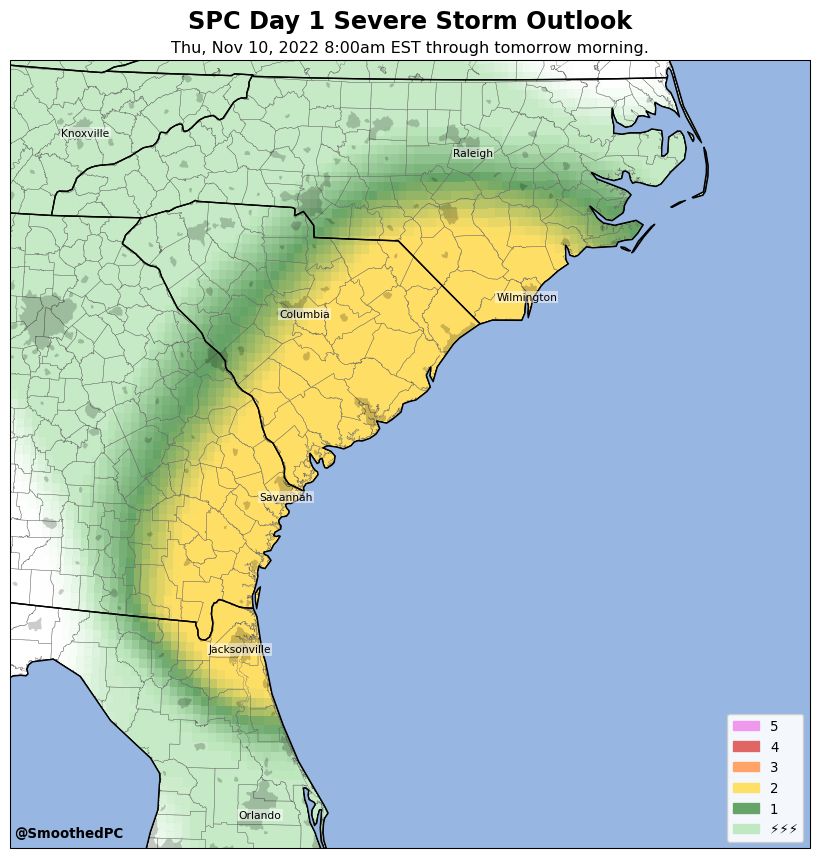 SPC Day 1 Severe Storm Outlook
Thu, Nov 10, 2022 8:00am EST through tomorrow morning.
Knoxville
Raleigh
Wilmington
Columbia
Savannah
Jacksonville
Orlando
5
4
3
2
1
⚡⚡⚡
@SmoothedPC